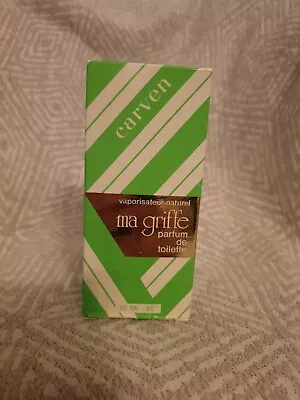 carven
vaporisateur naturel
ma griffe
parfum
de
toilette